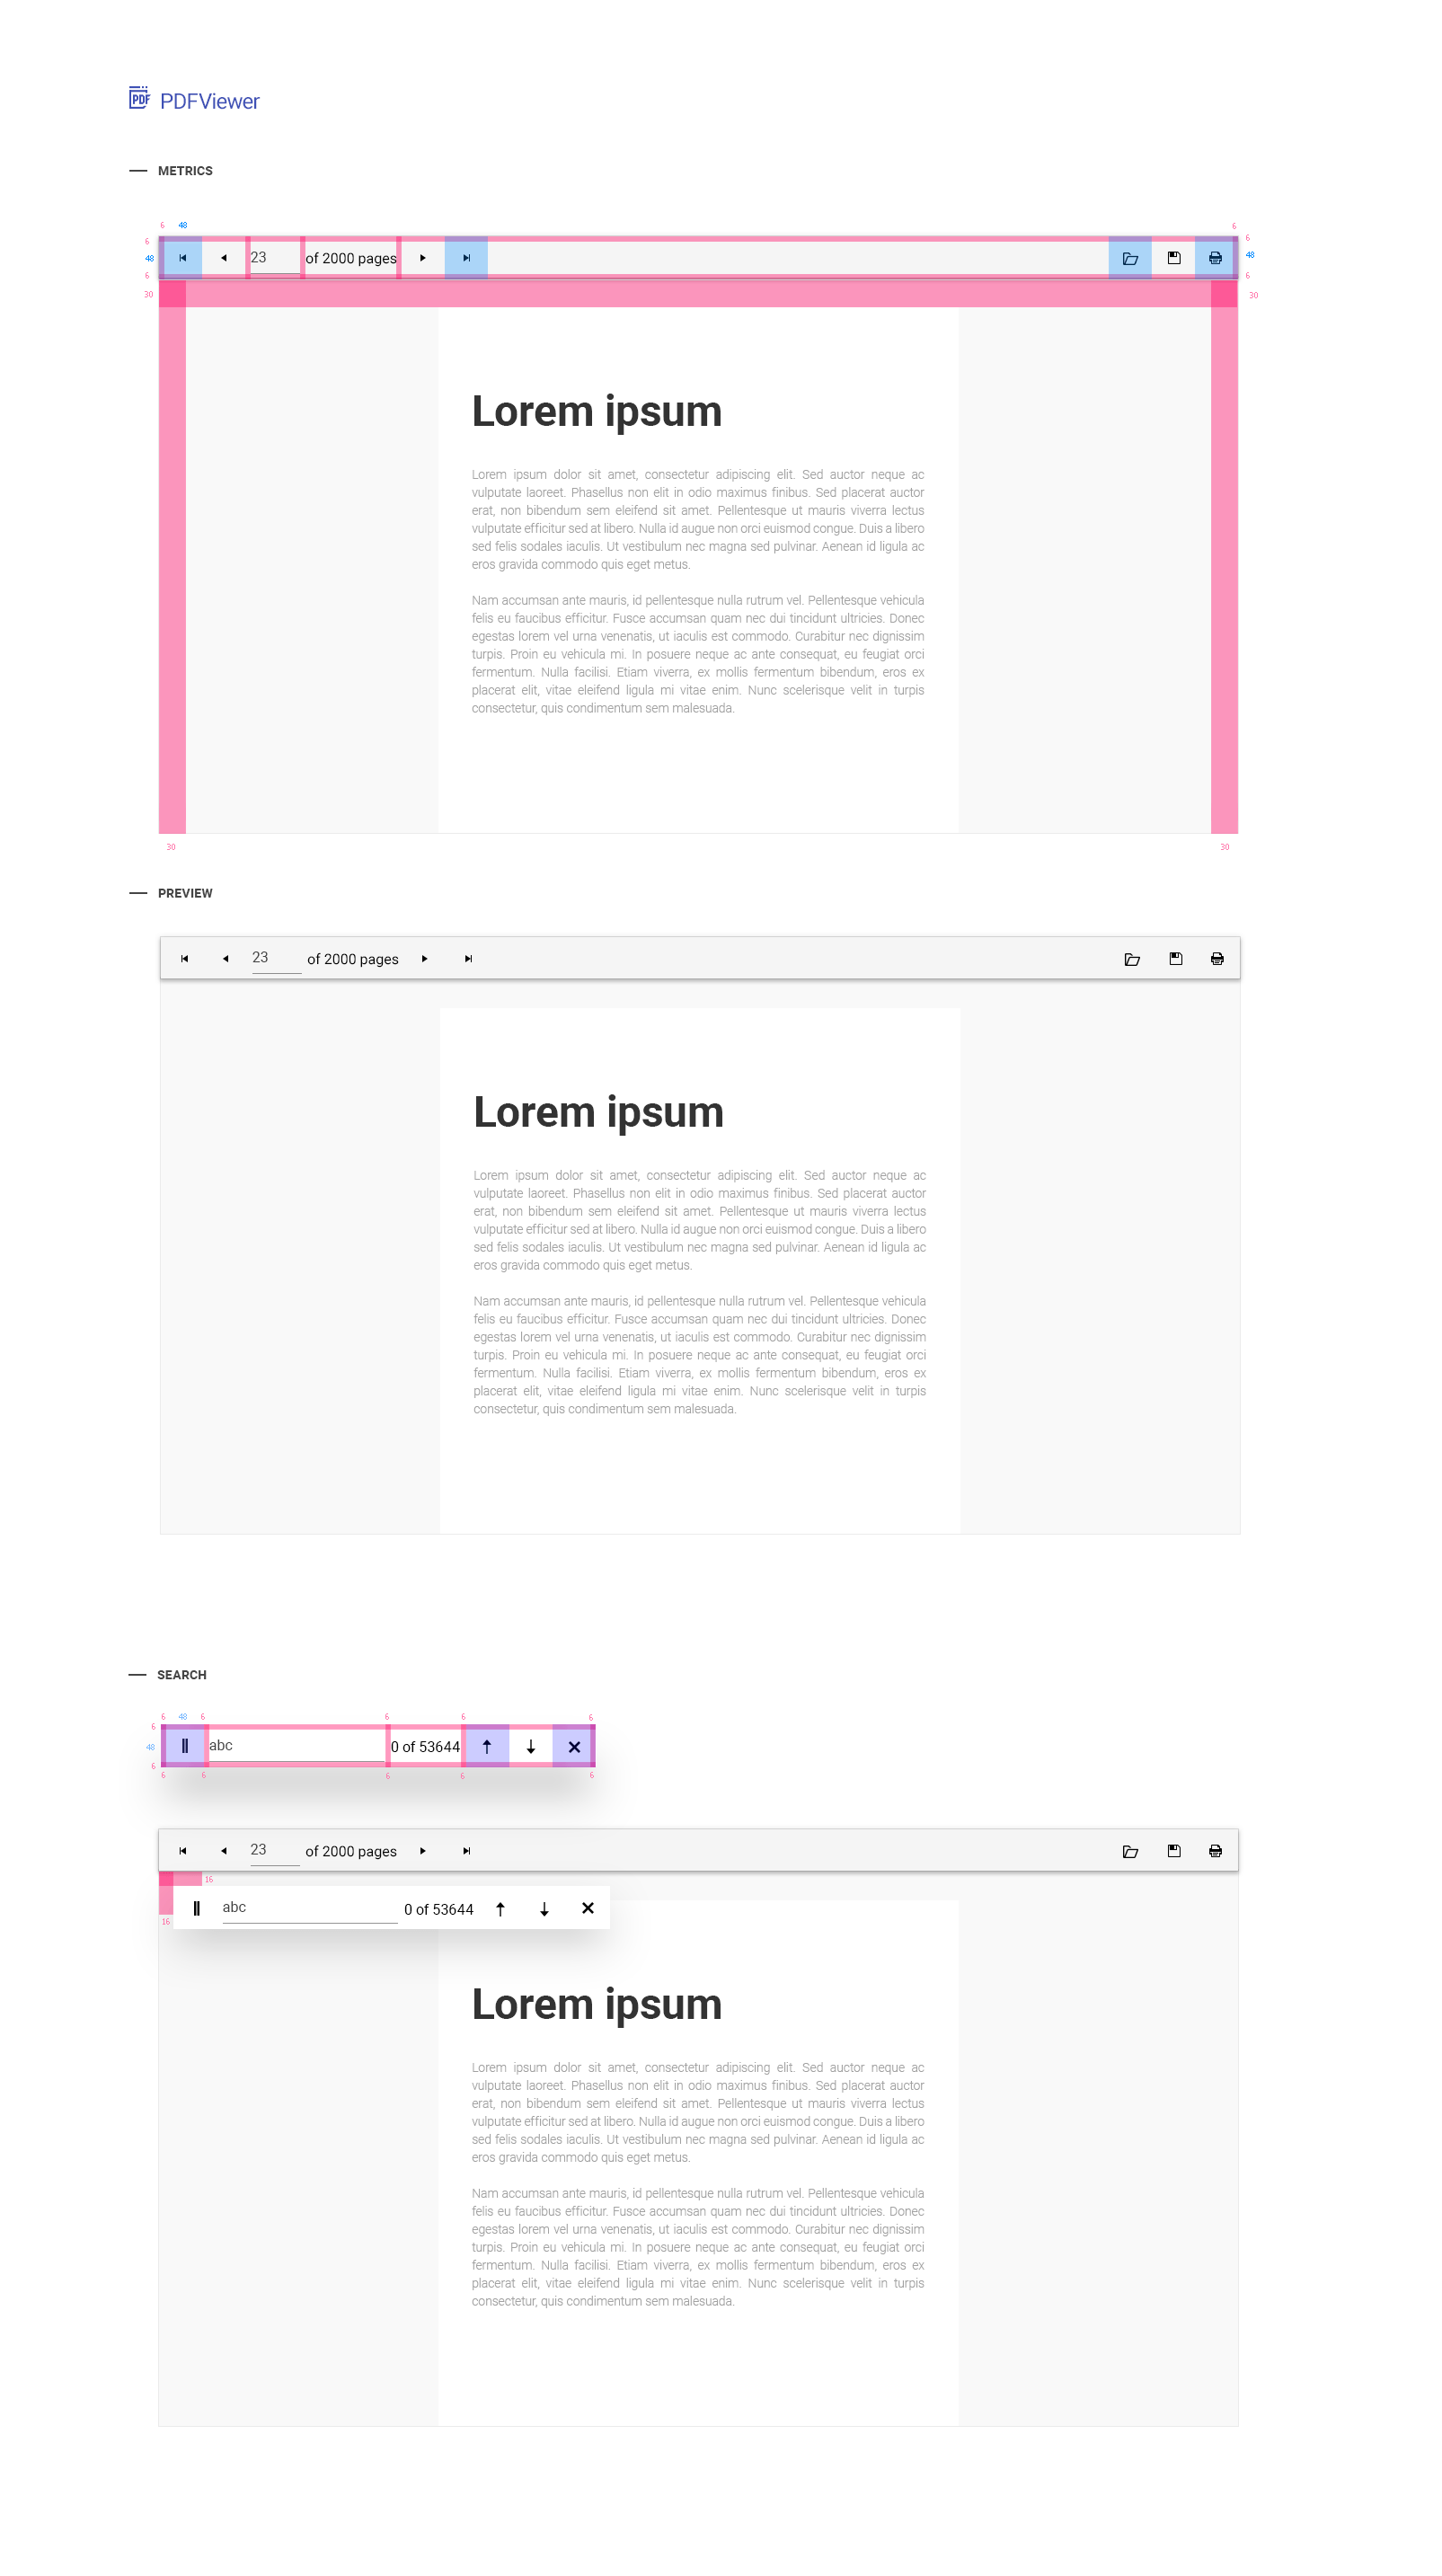 PDF PDFViewer
METRICS
6 48 6
6 6
48 23 of 2000 pages 48
6 6
30 30
Lorem ipsum
Lorem ipsum dolor sit amet, consectetur adipiscing elit. Sed auctor neque ac
vulputate laoreet. Phasellus non elit in odio maximus finibus. Sed placerat auctor
erat, non bibendum sem eleifend sit amet. Pellentesque ut mauris viverra lectus
vulputate efficitur sed at libero. Nulla id augue non orci euismod congue. Duis a libero
sed felis sodales iaculis. Ut vestibulum nec magna sed pulvinar. Aenean id ligula ac
eros gravida commodo quis eget metus.
Nam accumsan ante mauris, id pellentesque nulla rutrum vel. Pellentesque vehicula
felis eu faucibus efficitur. Fusce accumsan quam nec dui tincidunt ultricies. Donec
egestas lorem vel urna venenatis, ut iaculis est commodo. Curabitur nec dignissim
turpis. Proin eu vehicula mi. In posuere neque ac ante consequat, eu feugiat orci
fermentum. Nulla facilisi. Etiam viverra, ex mollis fermentum bibendum, eros ex
placerat elit, vitae eleifend ligula mi vitae enim. Nunc scelerisque velit in turpis
consectetur, quis condimentum sem malesuada.
30 30
PREVIEW
23 of 2000 pages
Lorem ipsum
Lorem ipsum dolor sit amet, consectetur adipiscing elit. Sed auctor neque ac
vulputate laoreet. Phasellus non elit in odio maximus finibus. Sed placerat auctor
erat, non bibendum sem eleifend sit amet. Pellentesque ut mauris viverra lectus
vulputate efficitur sed at libero. Nulla id augue non orci euismod congue. Duis a libero
sed felis sodales iaculis. Ut vestibulum nec magna sed pulvinar. Aenean id ligula ac
eros gravida commodo quis eget metus.
Nam accumsan ante mauris, id pellentesque nulla rutrum vel. Pellentesque vehicula
felis eu faucibus efficitur. Fusce accumsan quam nec dui tincidunt ultricies. Donec
egestas lorem vel urna venenatis, ut iaculis est commodo. Curabitur nec dignissim
turpis. Proin eu vehicula mi. In posuere neque ac ante consequat, eu feugiat orci
fermentum. Nulla facilisi. Etiam viverra, ex mollis fermentum bibendum, eros ex
placerat elit, vitae eleifend ligula mi vitae enim. Nunc scelerisque velit in turpis
consectetur, quis condimentum sem malesuada.
SEARCH
6 48 6 6 6 6
6
48 abc 0 of 53644
6
6 6 6 6 6
23 of 2000 pages
16
abc 0 of 53644
16
Lorem ipsum
Lorem ipsum dolor sit amet, consectetur adipiscing elit. Sed auctor neque ac
vulputate laoreet. Phasellus non elit in odio maximus finibus. Sed placerat auctor
erat, non bibendum sem eleifend sit amet. Pellentesque ut mauris viverra lectus
vulputate efficitur sed at libero. Nulla id augue non orci euismod congue. Duis a libero
sed felis sodales iaculis. Ut vestibulum nec magna sed pulvinar. Aenean id ligula ac
eros gravida commodo quis eget metus.
Nam accumsan ante mauris, id pellentesque nulla rutrum vel. Pellentesque vehicula
felis eu faucibus efficitur. Fusce accumsan quam nec dui tincidunt ultricies. Donec
egestas lorem vel urna venenatis, ut iaculis est commodo. Curabitur nec dignissim
turpis. Proin eu vehicula mi. In posuere neque ac ante consequat, eu feugiat orci
fermentum. Nulla facilisi. Etiam viverra, ex mollis fermentum bibendum, eros ex
placerat elit, vitae eleifend ligula mi vitae enim. Nunc scelerisque velit in turpis
consectetur, quis condimentum sem malesuada.